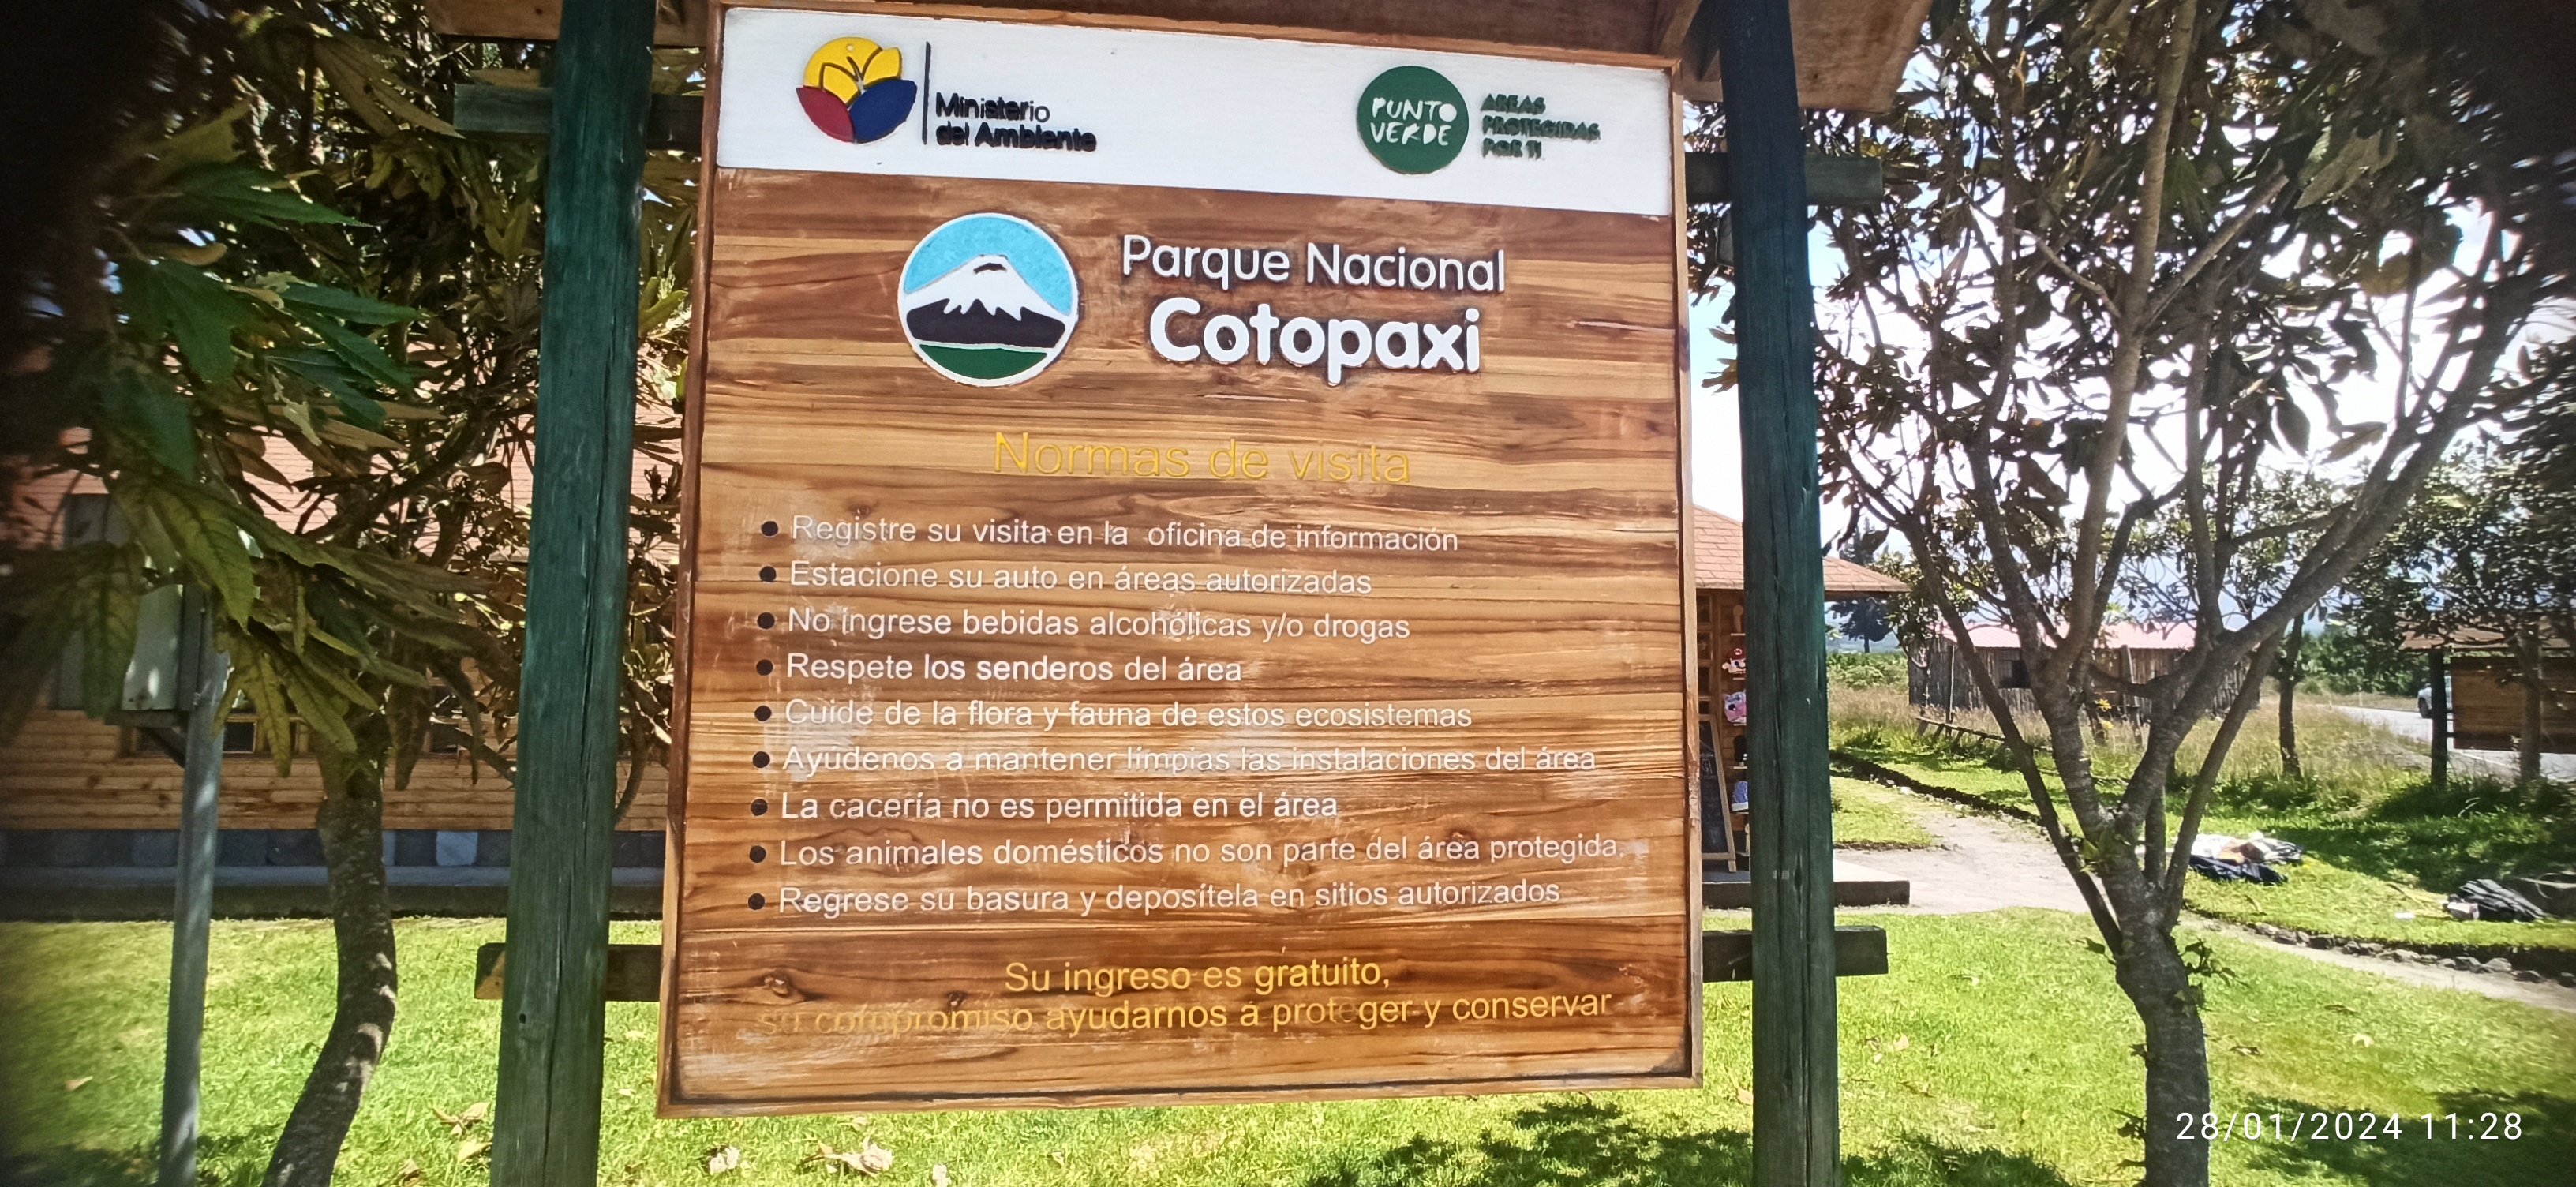 Ministerio
del Ambiente
PUNTO
VERDE
AREAS
PROTEGIDAS
POR TI
Parque Nacional
Cotopaxi
Normas de visita
• Registre su visita en la oficina de información
• Estacione su auto en áreas autorizadas
• No ingrese bebidas alcohólicas y/o drogas
• Respete los senderos del área
• Cuide de la flora y fauna de estos ecosistemas
• Ayúdenos a mantener límpias las instalaciones del área
• La cacería no es permitida en el área
• Los animales domésticos no son parte del área protegida.
• Regrese su basura y deposítela en sitios autorizados
Su ingreso es gratuito,
su compromiso ayudarnos a proteger y conservar
28/01/2024 11:28